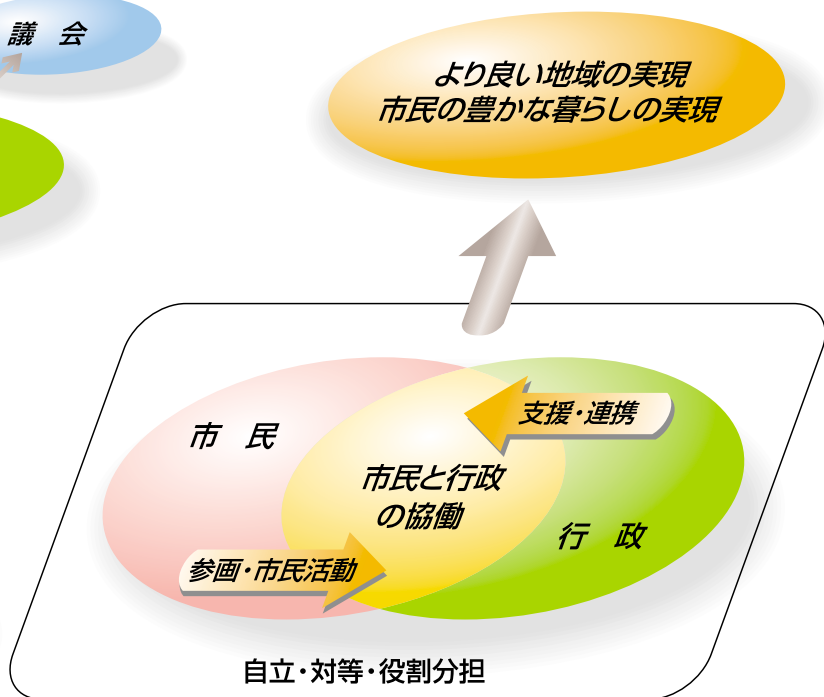 議 会
より良い地域の実現
市民の豊かな暮らしの実現
支援・連携
市 民
市民と行政
の協働
行 政
参画・市民活動
自立・対等・役割分担